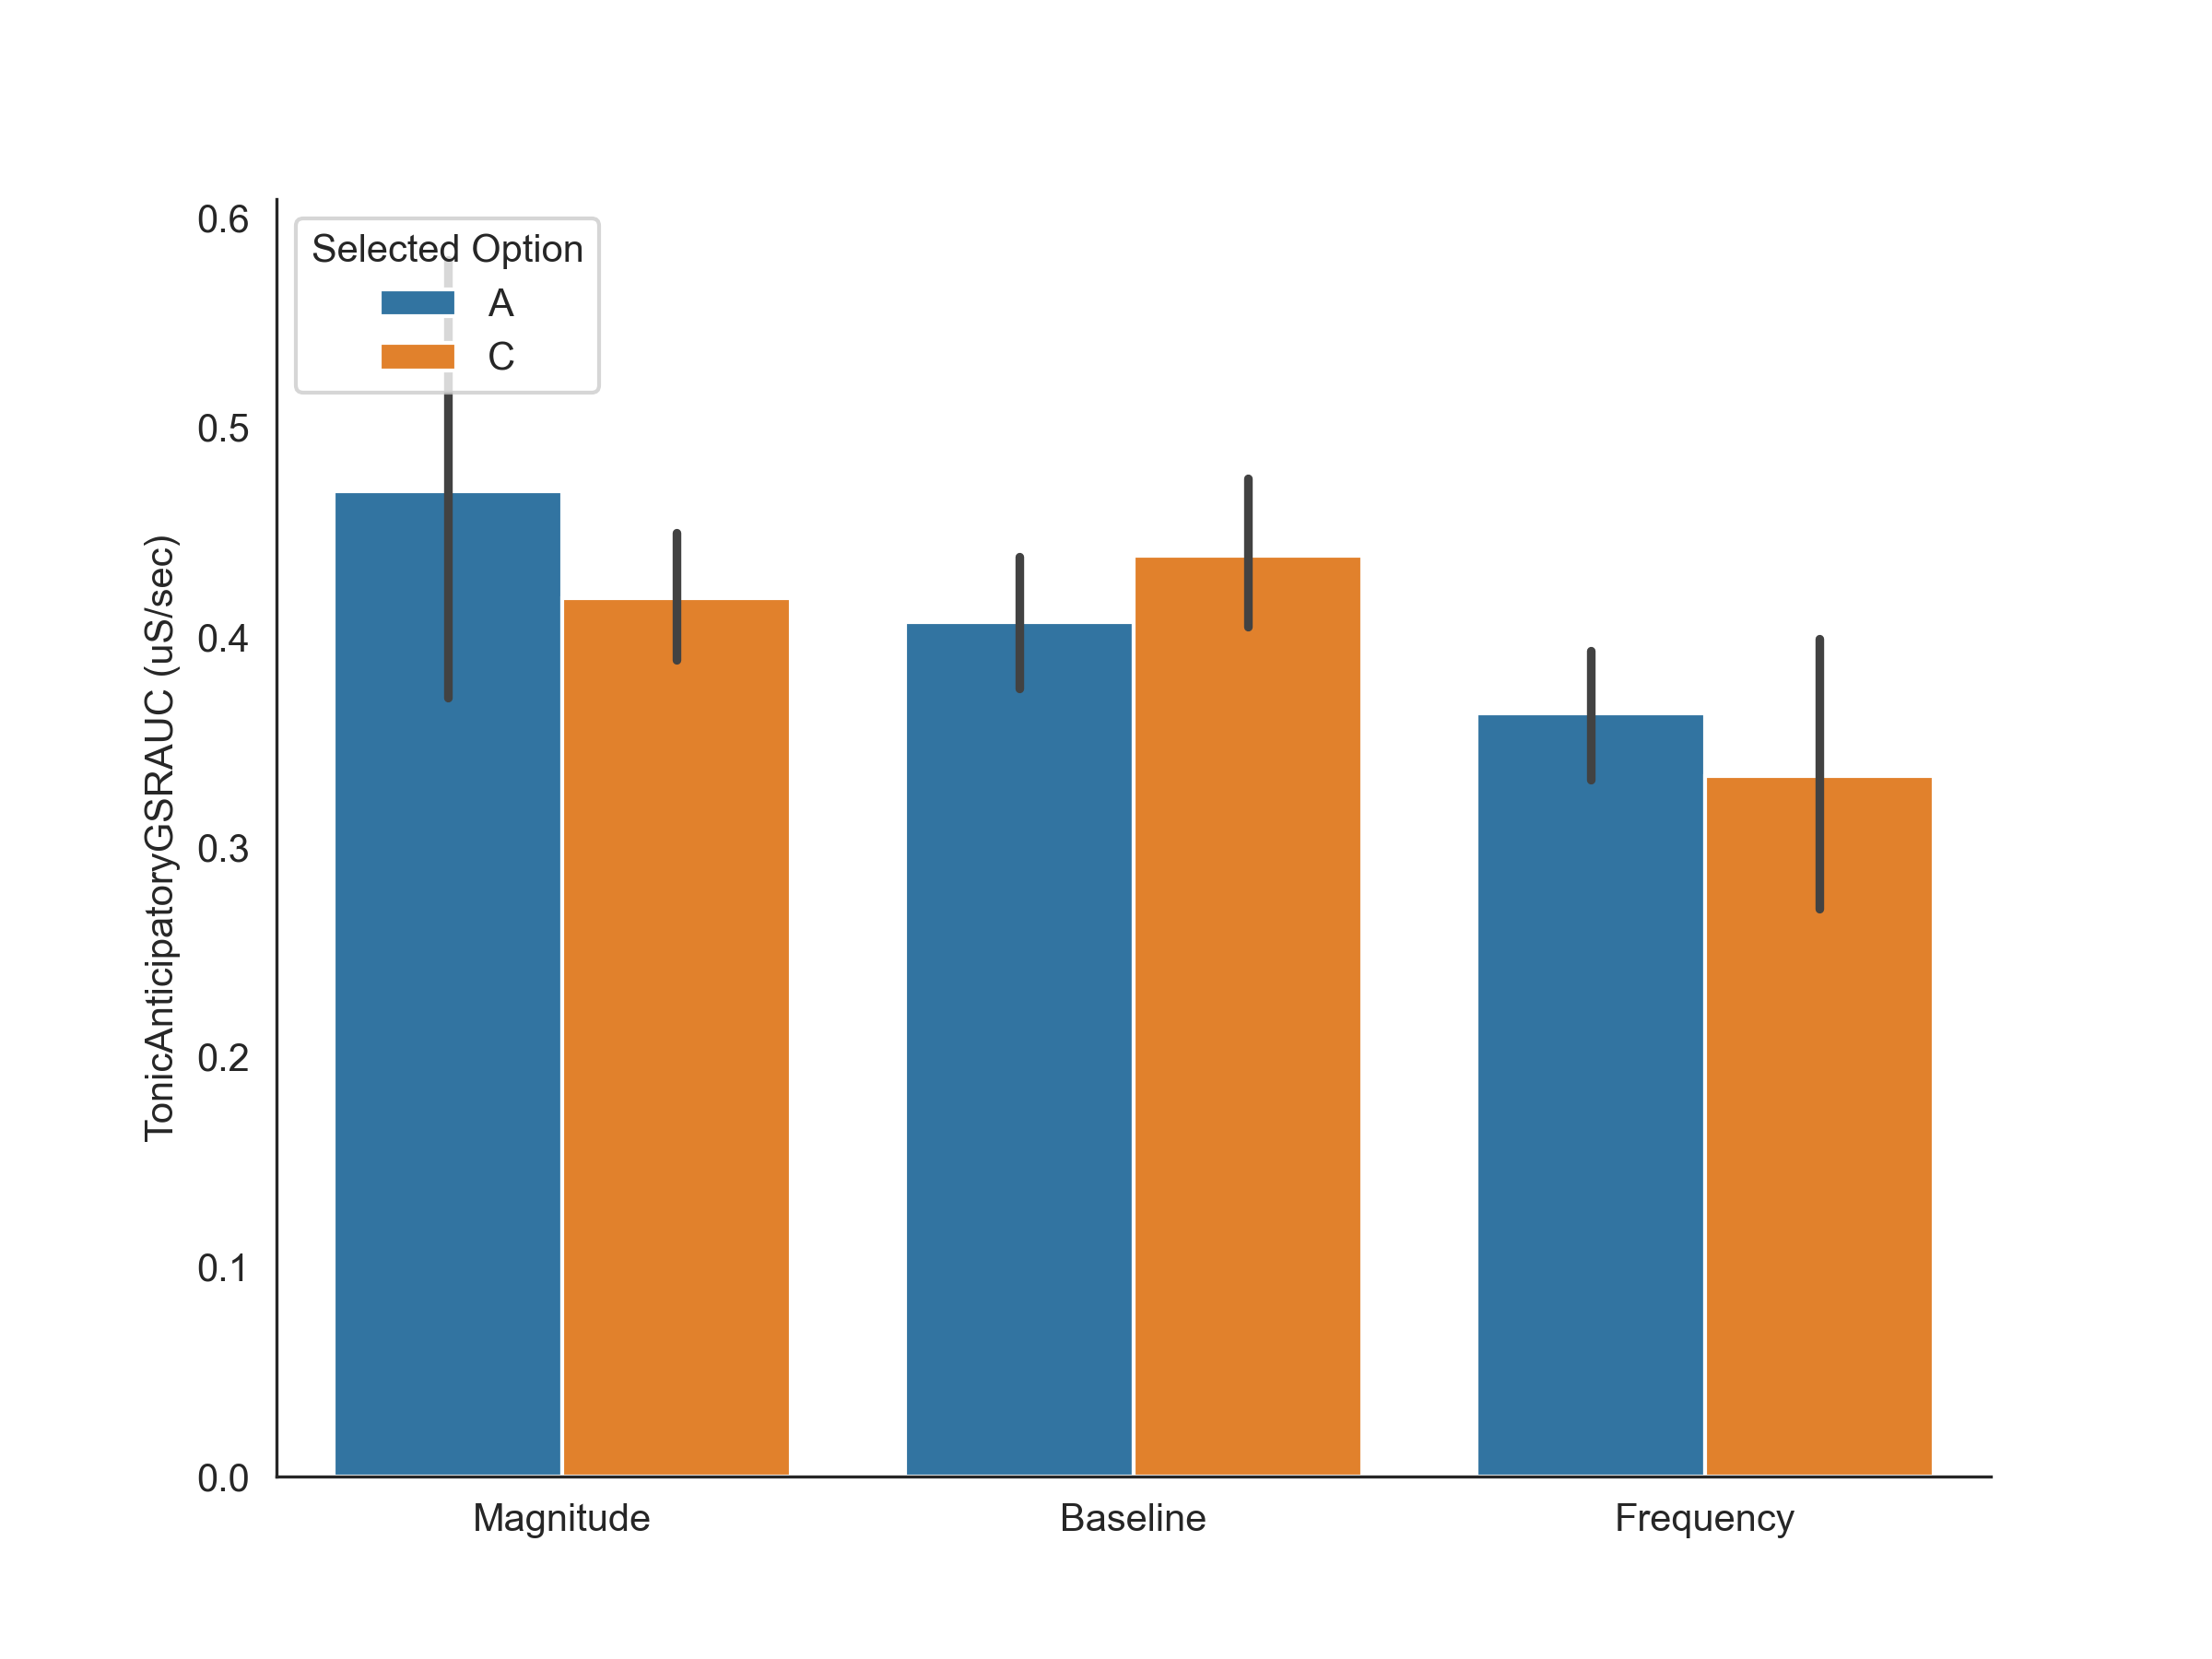 0.6
0.5
0.4
0.3
0.2
0.1
0.0
TonicAnticipatoryGSRAUC (uS/sec)
Selected Option
A
C
Magnitude
Baseline
Frequency